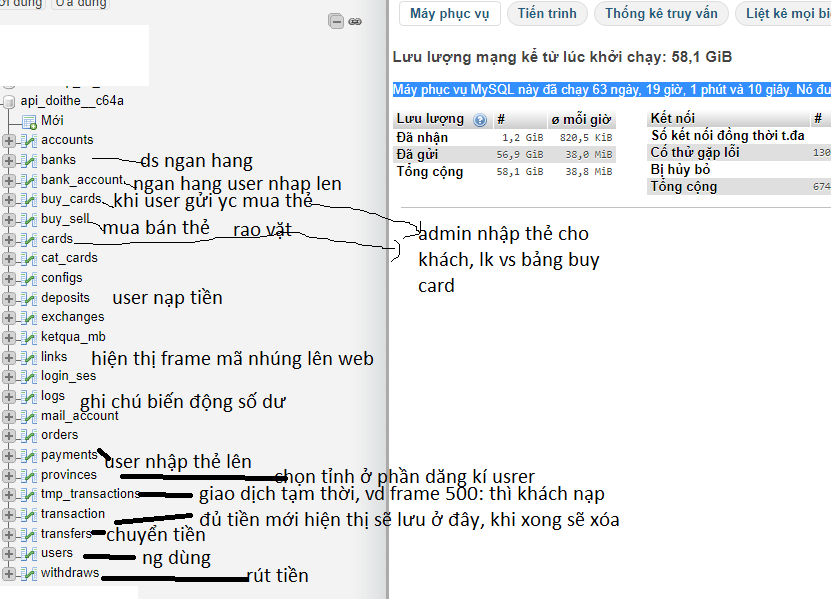 Ưa dùng
Máy phục vụ
Tiến trình
Thống kê truy vấn
Liệt kê mọi bi
Lưu lượng mạng kể từ lúc khởi chạy: 58,1 GiB
Máy phục vụ MySQL này đã chạy 63 ngày, 19 giờ, 1 phút và 10 giây. Nó đư
Lưu lượng # ø mỗi giờ
Đã nhận 1,2 GiB 820,5 KiB
Đã gửi 56,9 GiB 38,0 MiB
Tổng cộng 58,1 GiB 38,8 MiB
Kết nối #
Số kết nối đồng thời t.đa
Cố thử gặp lỗi 130
Bị hủy bỏ
Tổng cộng 674
api_doithe__c64a
Mới
accounts
banks ds ngan hang
bank_account ngan hang user nhap len
buy_cards khi user gửi yc mua thẻ
buy_sell mua bán thẻ rao vặt
cards
admin nhập thẻ cho
khách, lk vs bảng buy
card
cat_cards
configs
deposits user nạp tiền
exchanges
ketqua_mb
links hiện thị frame mã nhúng lên web
login_ses
logs ghi chú biến động số dư
mail_account
orders
payments user nhập thẻ lên
provinces chọn tỉnh ở phần dăng kí usrer
tmp_transactions giao dịch tạm thời, vd frame 500: thì khách nạp
transaction đủ tiền mới hiện thị sẽ lưu ở đây, khi xong sẽ xóa
transfers chuyển tiền
users ng dùng
withdraws rút tiền